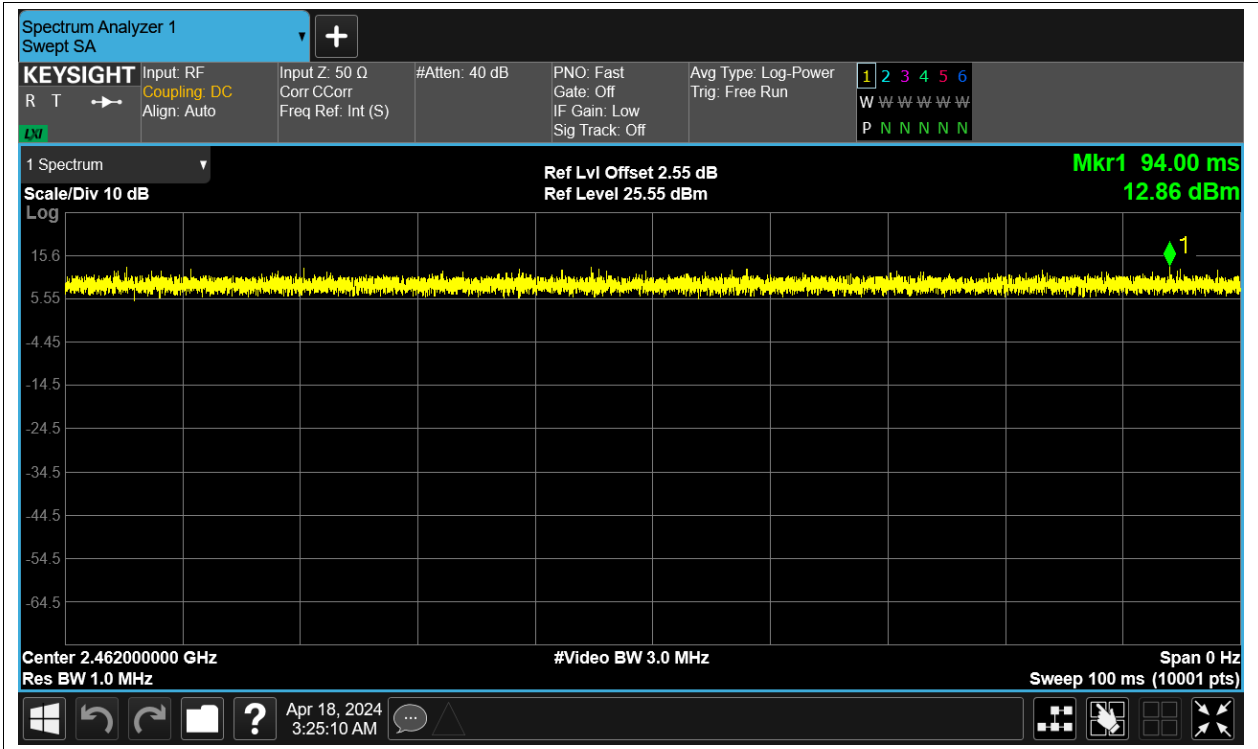 Spectrum Analyzer 1
Swept SA
KEYSIGHT
R T
LXI
Input: RF
Coupling: DC
Align: Auto
Input Z: 50 Ω
Corr CCorr
Freq Ref: Int (S)
#Atten: 40 dB
PNO: Fast
Gate: Off
IF Gain: Low
Sig Track: Off
Avg Type: Log-Power
Trig: Free Run
1 2 3 4 5 6
W W W W W W
P N N N N N
1 Spectrum
Scale/Div 10 dB
Ref Lvl Offset 2.55 dB
Ref Level 25.55 dBm
Mkr1 94.00 ms
12.86 dBm
Log
1
15.6
5.55
-4.45
-14.5
-24.5
-34.5
-44.5
-54.5
-64.5
Center 2.462000000 GHz
#Video BW 3.0 MHz
Span 0 Hz
Res BW 1.0 MHz
Sweep 100 ms (10001 pts)
?
Apr 18, 2024
3:25:10 AM